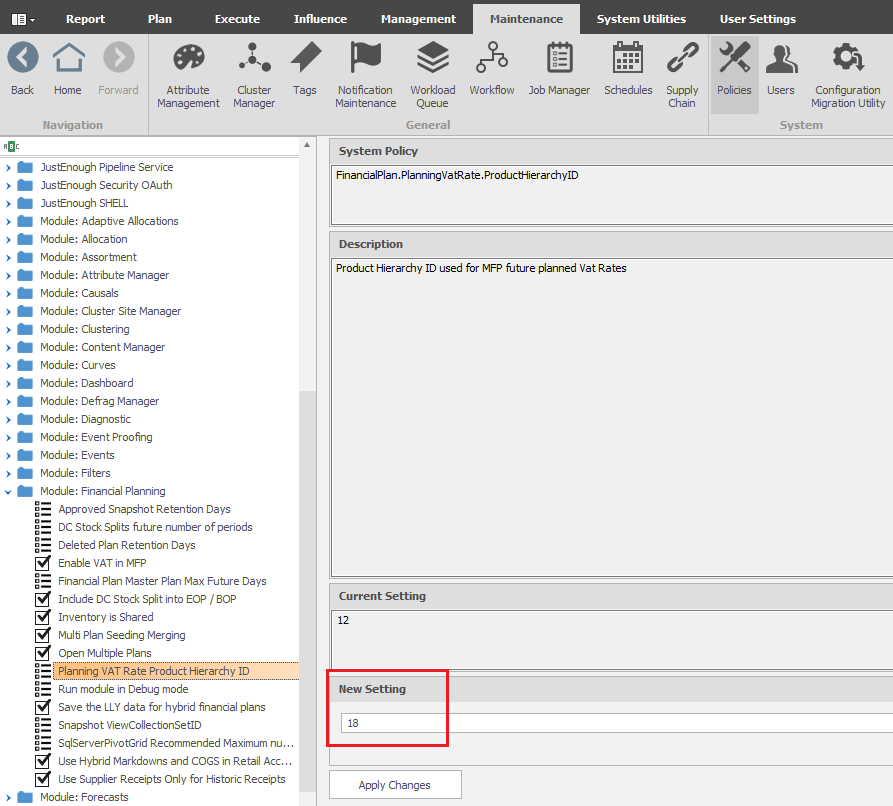 Report Plan Execute Influence Management Maintenance System Utilities User Settings
Back Home Forward Attribute Management Cluster Manager Tags Notification Maintenance Workload Queue Workflow Job Manager Schedules Supply Chain Policies Users Configuration Migration Utility
Navigation General System
ABC
JustEnough Pipeline Service
JustEnough Security OAuth
JustEnough SHELL
Module: Adaptive Allocations
Module: Allocation
Module: Assortment
Module: Attribute Manager
Module: Causals
Module: Cluster Site Manager
Module: Clustering
Module: Content Manager
Module: Curves
Module: Dashboard
Module: Defrag Manager
Module: Diagnostic
Module: Event Proofing
Module: Events
Module: Filters
Module: Financial Planning
Approved Snapshot Retention Days
DC Stock Splits future number of periods
Deleted Plan Retention Days
Enable VAT in MFP
Financial Plan Master Plan Max Future Days
Include DC Stock Split into EOP / BOP
Inventory is Shared
Multi Plan Seeding Merging
Open Multiple Plans
Planning VAT Rate Product Hierarchy ID
Run module in Debug mode
Save the LLY data for hybrid financial plans
Snapshot ViewCollectionSetID
SqlServerPivotGrid Recommended Maximum nu...
Use Hybrid Markdowns and COGS in Retail Acc...
Use Supplier Receipts Only for Historic Receipts
Module: Forecasts
System Policy
FinancialPlan.PlanningVatRate.ProductHierarchyID
Description
Product Hierarchy ID used for MFP future planned Vat Rates
Current Setting
12
New Setting
18
Apply Changes